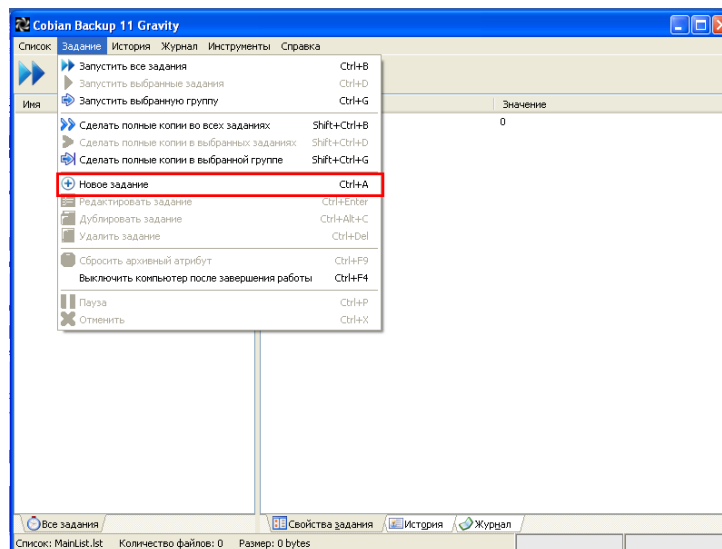 Cobian Backup 11 Gravity
Список Задание История Журнал Инструменты Справка
Запустить все задания Ctrl+B
Запустить выбранные задания Ctrl+D
Запустить выбранную группу Ctrl+G
Имя
Значение
0
Сделать полные копии во всех заданиях Shift+Ctrl+B
Сделать полные копии в выбранных заданиях Shift+Ctrl+D
Сделать полные копии в выбранной группе Shift+Ctrl+G
Новое задание Ctrl+A
Редактировать задание Ctrl+Enter
Дублировать задание Ctrl+Alt+C
Удалить задание Ctrl+Del
Сбросить архивный атрибут Ctrl+F9
Выключить компьютер после завершения работы Ctrl+F4
Пауза Ctrl+P
Отменить Ctrl+X
Все задания
Свойства задания История Журнал
Список: MainList.lst Количество файлов: 0 Размер: 0 bytes